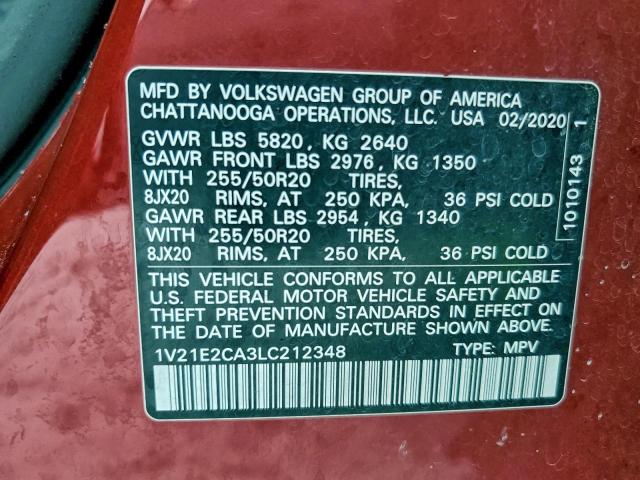 MFD BY VOLKSWAGEN GROUP OF AMERICA
CHATTANOOGA OPERATIONS, LLC. USA 02/2020
GVWR LBS 5820, KG 2640
GAWR FRONT LBS 2976, KG 1350
WITH 255/50R20 TIRES,
8JX20 RIMS, AT 250 KPA, 36 PSI COLD
GAWR REAR LBS 2954, KG 1340
WITH 255/50R20 TIRES,
8JX20 RIMS, AT 250 KPA, 36 PSI COLD
THIS VEHICLE CONFORMS TO ALL APPLICABLE
U.S. FEDERAL MOTOR VEHICLE SAFETY AND
THEFT PREVENTION STANDARDS IN EFFECT ON
THE DATE OF MANUFACTURE SHOWN ABOVE.
1V21E2CA3LC212348 TYPE: MPV
1010143 1